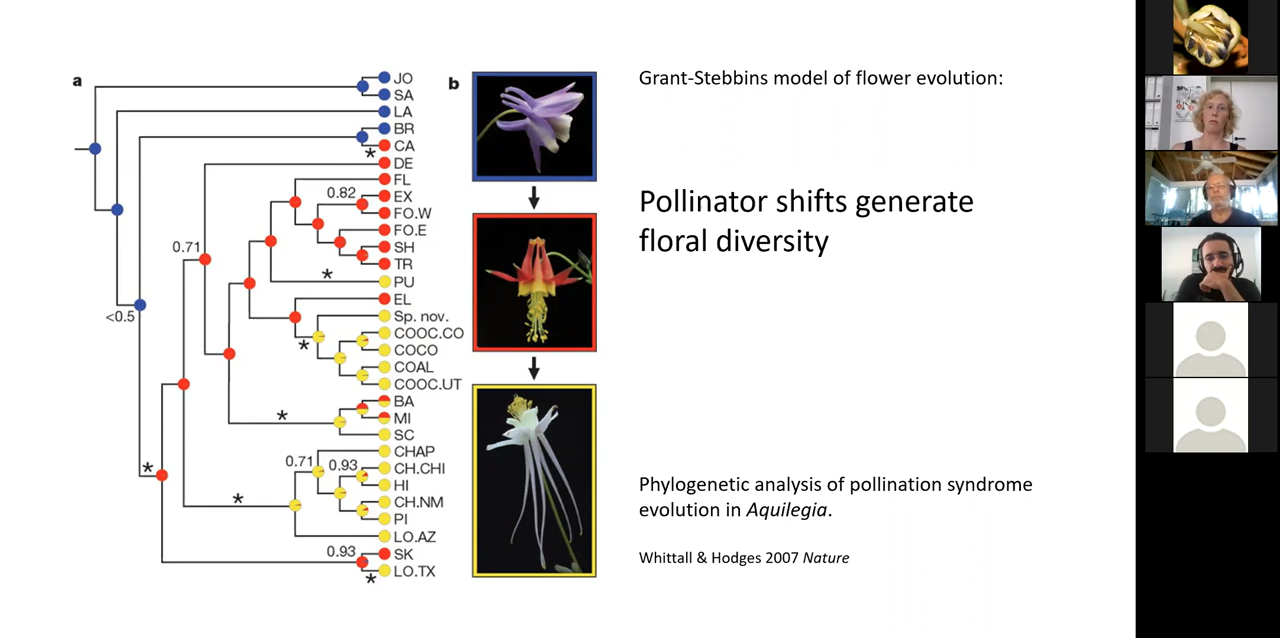 a
JO
SA
LA
BR
CA
*
DE
FL
0.82
EX
FO.W
FO.E
0.71
SH
TR
*
PU
EL
<0.5
Sp. nov.
*
COOC.CO
COCO
COAL
COOC.UT
BA
*
MI
SC
CHAP
0.71
0.93
CH.CHI
*
HI
*
CH.NM
PI
LO.AZ
0.93
SK
LO.TX
*
b
Grant-Stebbins model of flower evolution:
Pollinator shifts generate
floral diversity
Phylogenetic analysis of pollination syndrome
evolution in Aquilegia.
Whittall & Hodges 2007 Nature